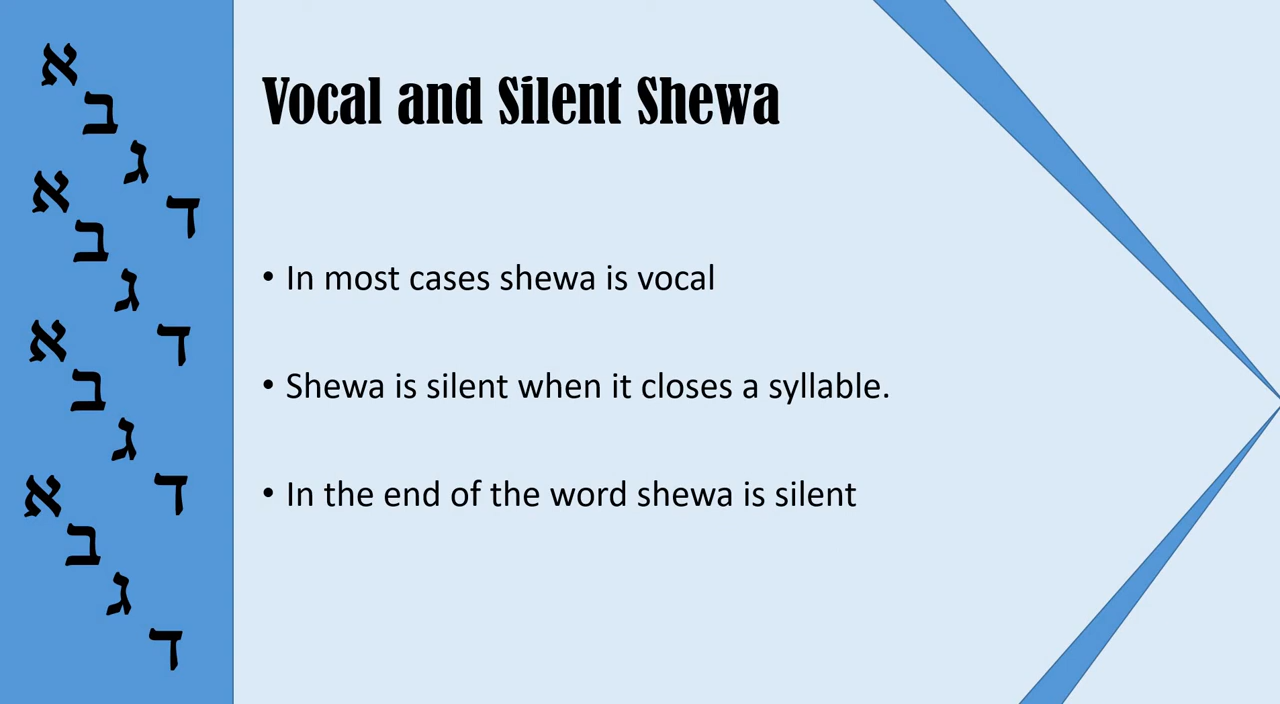 א
ב
ג
ד
א
ב
ג
ד
א
ב
ג
ד
א
ב
ג
ד
Vocal and Silent Shewa
• In most cases shewa is vocal
• Shewa is silent when it closes a syllable.
• In the end of the word shewa is silent